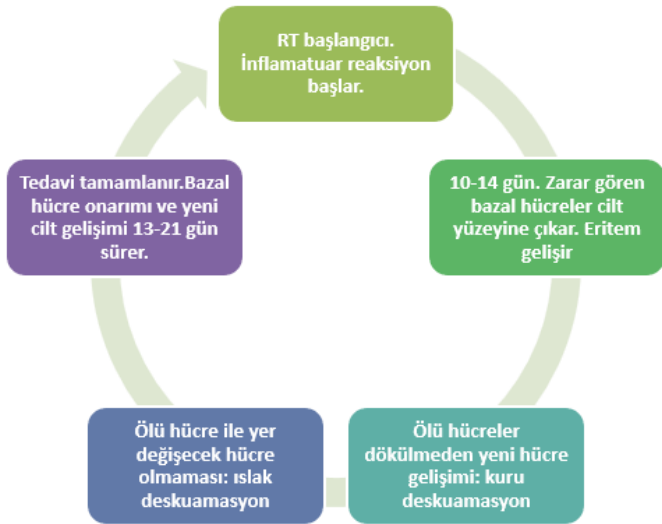 RT başlangıcı.
İnflamatuar reaksiyon
başlar.
10-14 gün. Zarar gören
bazal hücreler cilt
yüzeyine çıkar. Eritem
gelişir
Ölü hücreler
dökülmeden yeni hücre
gelişimi: kuru
deskuamasyon
Ölü hücre ile yer
değişecek hücre
olmaması: ıslak
deskuamasyon
Tedavi tamamlanır.Bazal
hücre onarımı ve yeni
cilt gelişimi 13-21 gün
sürer.